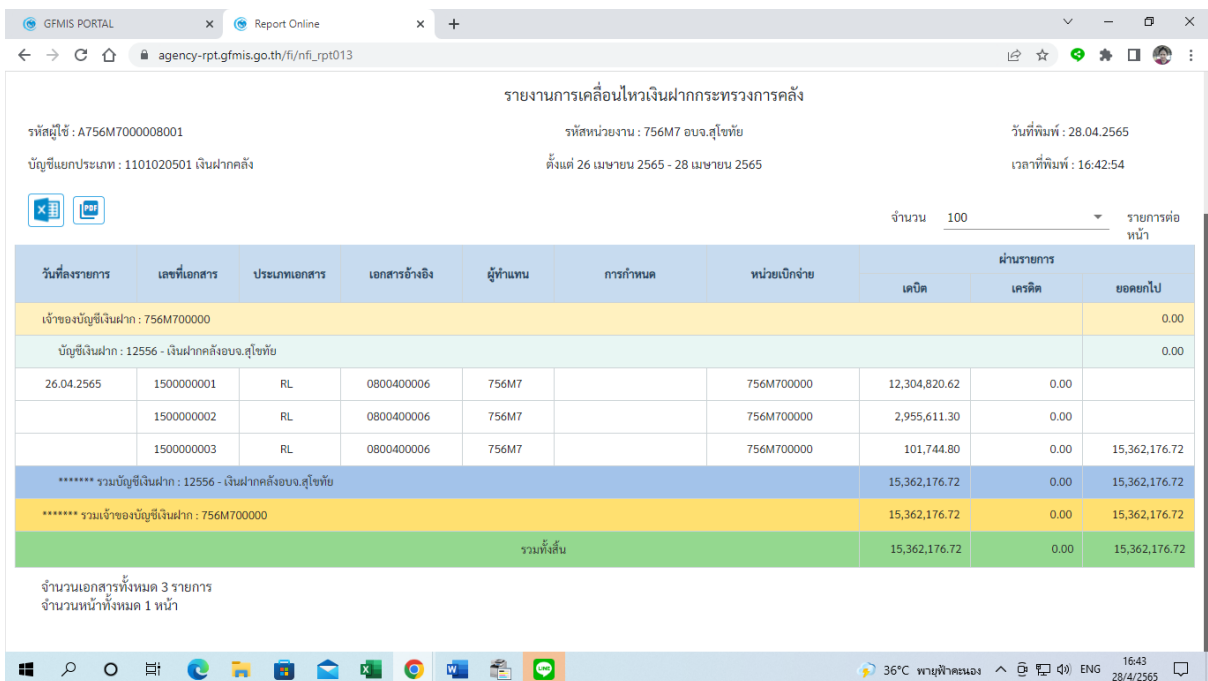 GFMIS PORTAL
Report Online
agency-rpt.gfmis.go.th/fi/nfi_rpt013
รายงานการเคลื่อนไหวเงินฝากกระทรวงการคลัง
รหัสผู้ใช้ : A756M7000008001 รหัสหน่วยงาน : 756M7 อบจ.สุโขทัย วันที่พิมพ์ : 28.04.2565
บัญชีแยกประเภท : 1101020501 เงินฝากคลัง ตั้งแต่ 26 เมษายน 2565 - 28 เมษายน 2565 เวลาที่พิมพ์ : 16:42:54
PDF
จำนวน 100 รายการต่อ
หน้า
วันที่ลงรายการ เลขที่เอกสาร ประเภทเอกสาร เอกสารอ้างอิง ผู้ทำแทน การกำหนด หน่วยเบิกจ่าย ผ่านรายการ
เดบิต เครดิต ยอดยกไป
เจ้าของบัญชีเงินฝาก : 756M700000 0.00
บัญชีเงินฝาก : 12556 - เงินฝากคลังอบจ.สุโขทัย 0.00
26.04.2565 1500000001 RL 0800400006 756M7 756M700000 12,304,820.62 0.00
1500000002 RL 0800400006 756M7 756M700000 2,955,611.30 0.00
1500000003 RL 0800400006 756M7 756M700000 101,744.80 0.00 15,362,176.72
******* รวมบัญชีเงินฝาก : 12556 - เงินฝากคลังอบจ.สุโขทัย 15,362,176.72 0.00 15,362,176.72
******* รวมเจ้าของบัญชีเงินฝาก : 756M700000 15,362,176.72 0.00 15,362,176.72
รวมทั้งสิ้น 15,362,176.72 0.00 15,362,176.72
จำนวนเอกสารทั้งหมด 3 รายการ
จำนวนหน้าทั้งหมด 1 หน้า
36°C พายุฟ้าคะนอง ENG 16:43
28/4/2565